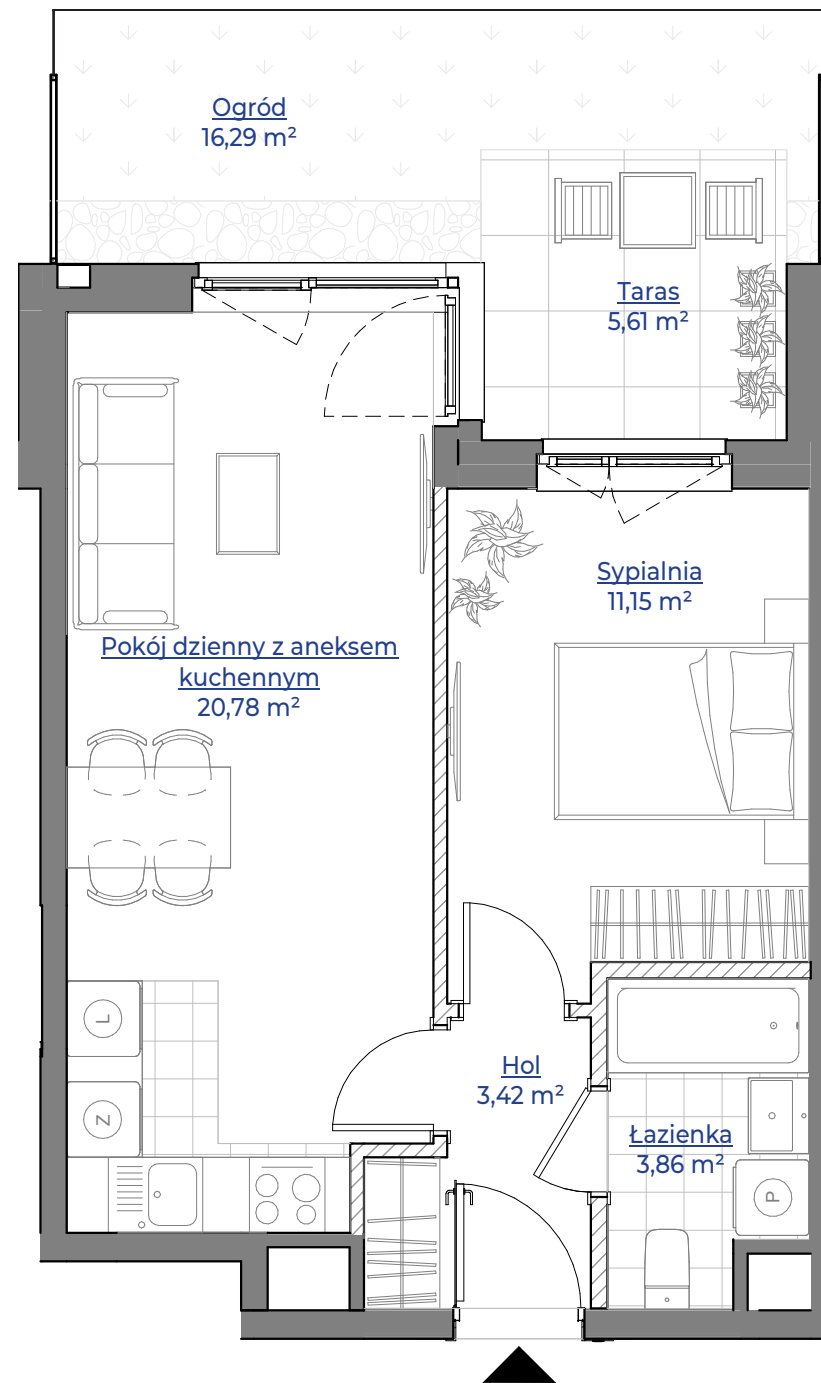 Ogród
16,29 m²
Taras
5,61 m²
Sypialnia
11,15 m²
Pokój dzienny z aneksem
kuchennym
20,78 m²
L
Z
Hol
3,42 m²
Łazienka
3,86 m²
P